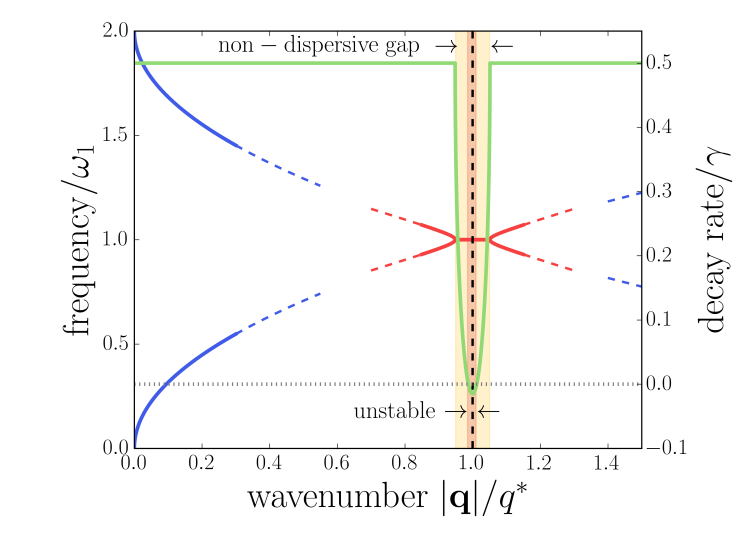 2.0
non − dispersive gap → ←
0.5
1.5
0.4
0.3
1.0
0.2
0.5
0.1
0.0
unstable → ←
0.0
−0.1
0.0 0.2 0.4 0.6 0.8 1.0 1.2 1.4
wavenumber |q|/q*
frequency/ω₁
decay rate/γ